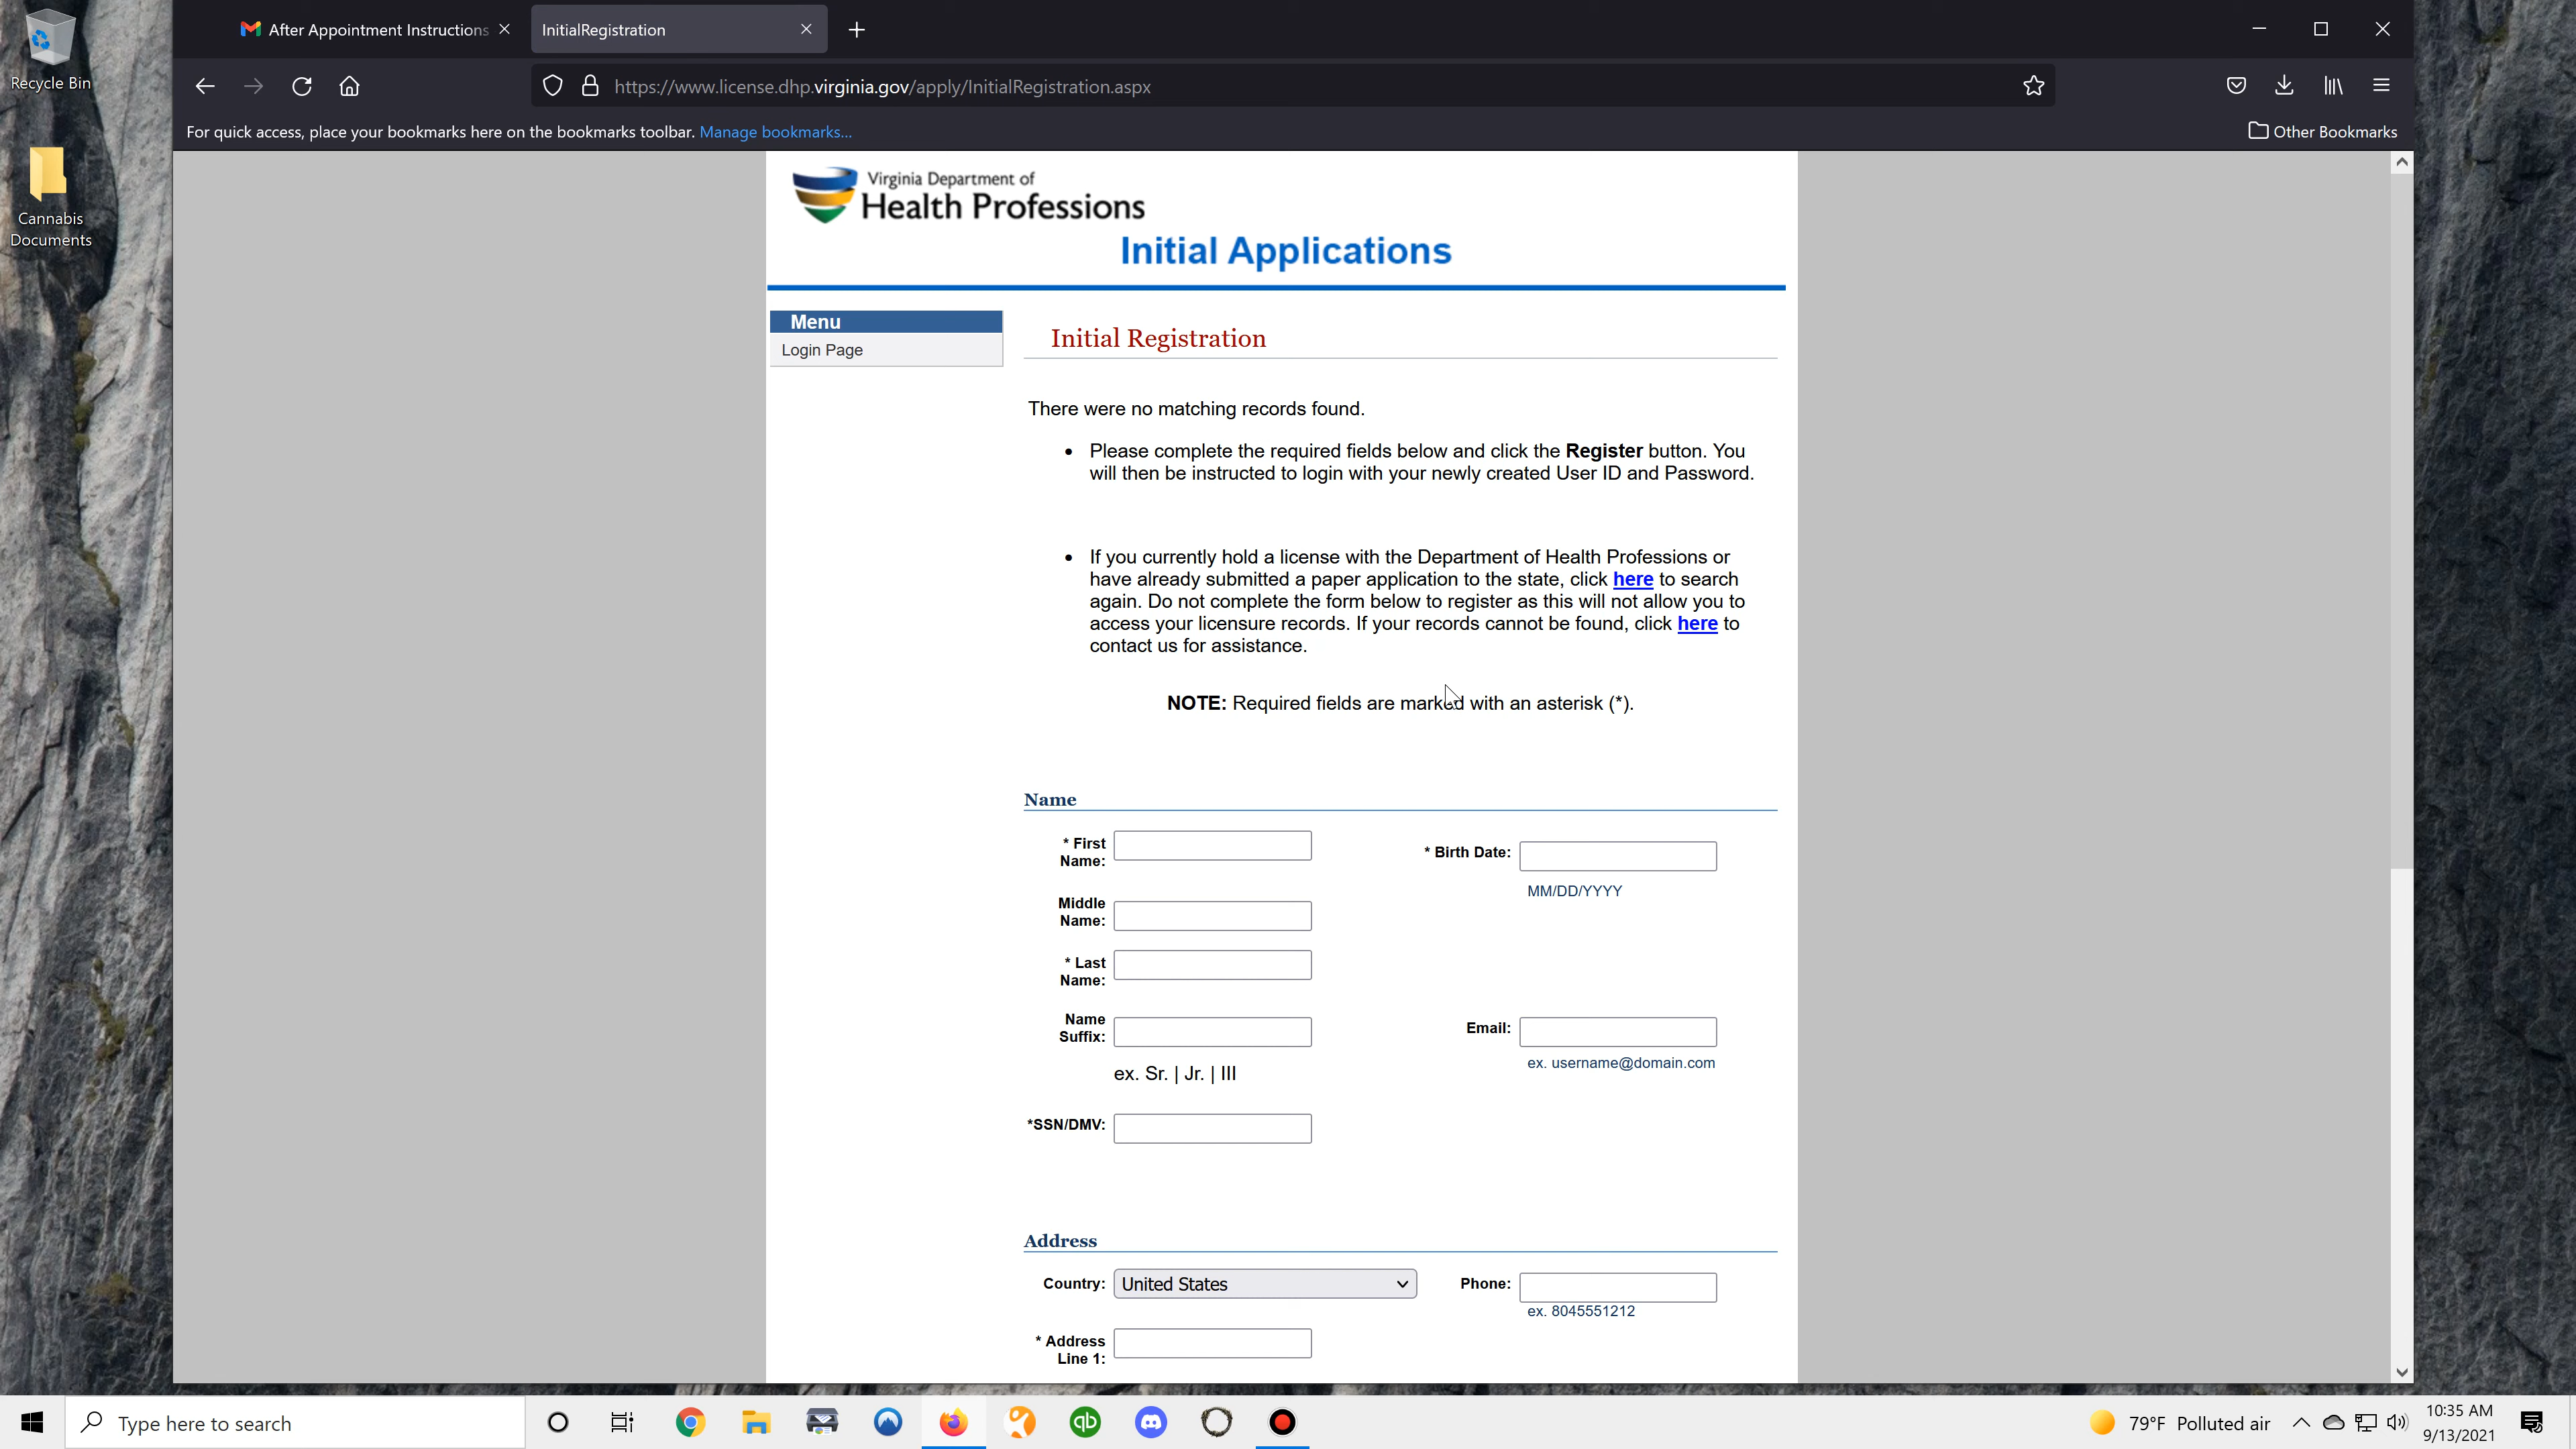 Recycle Bin
Cannabis
Documents
After Appointment Instructions
InitialRegistration
https://www.license.dhp.virginia.gov/apply/InitialRegistration.aspx
For quick access, place your bookmarks here on the bookmarks toolbar. Manage bookmarks...
Other Bookmarks
Virginia Department of
Health Professions
Initial Applications
Menu
Login Page
Initial Registration
There were no matching records found.
• Please complete the required fields below and click the Register button. You
will then be instructed to login with your newly created User ID and Password.
• If you currently hold a license with the Department of Health Professions or
have already submitted a paper application to the state, click here to search
again. Do not complete the form below to register as this will not allow you to
access your licensure records. If your records cannot be found, click here to
contact us for assistance.
NOTE: Required fields are marked with an asterisk (*).
Name
* First
Name:
* Birth Date:
MM/DD/YYYY
Middle
Name:
* Last
Name:
Name
Suffix:
Email:
ex. Sr. | Jr. | III
ex. username@domain.com
*SSN/DMV:
Address
Country: United States
Phone:
ex. 8045551212
* Address
Line 1:
Type here to search
qb
79°F Polluted air
10:35 AM
9/13/2021
3